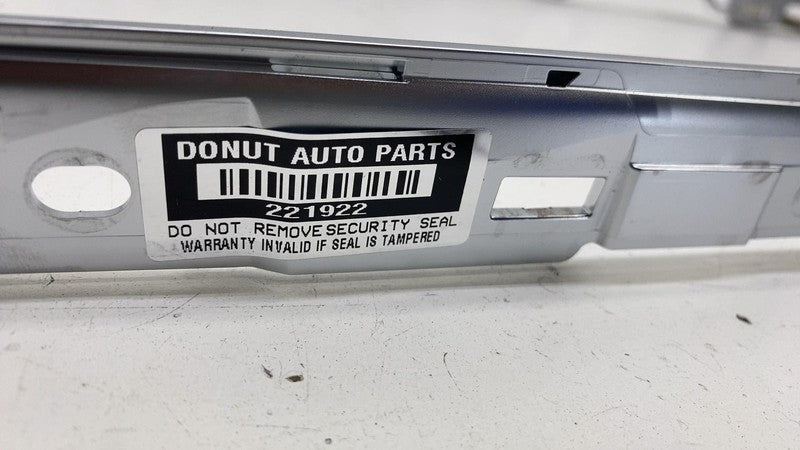 DONUT AUTO PARTS
221922
DO NOT REMOVE SECURITY SEAL
WARRANTY INVALID IF SEAL IS TAMPERED